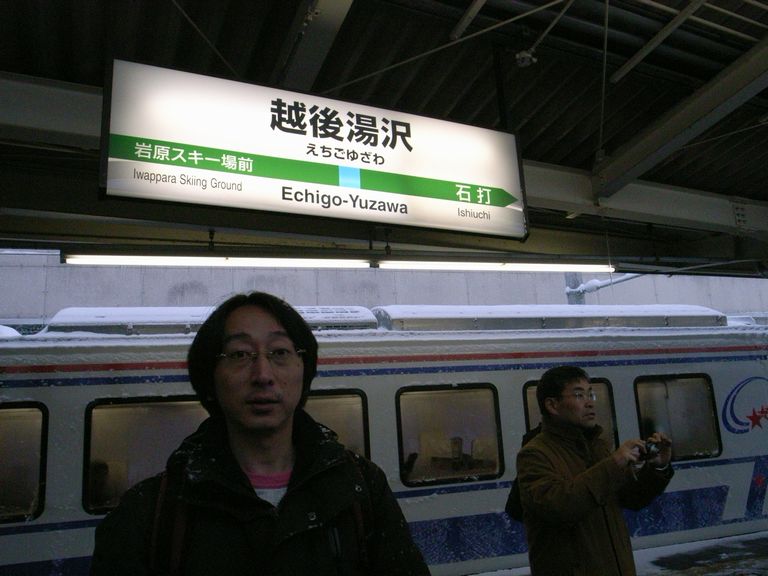 越後湯沢
えちごゆざわ
岩原スキー場前
石打
Iwappara Skiing Ground
Echigo-Yuzawa
Ishiuchi